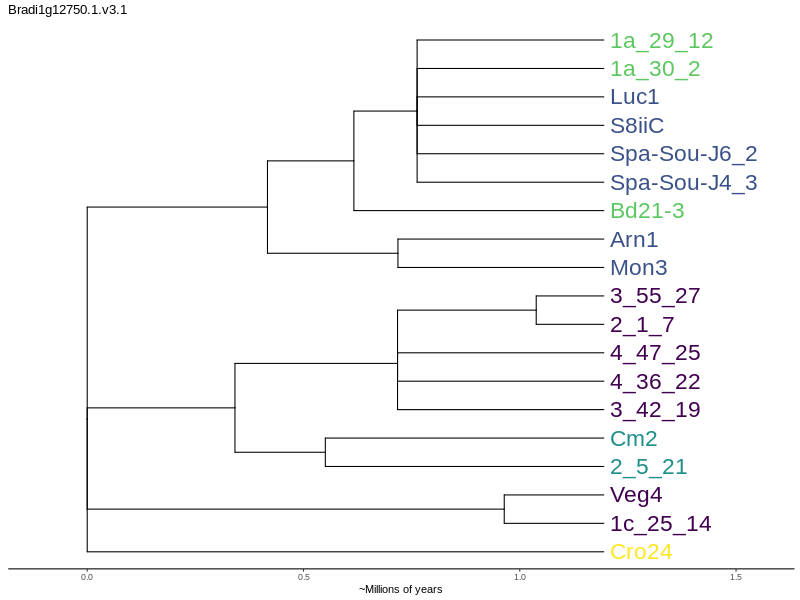 Bradi1g12750.1.v3.1
1a_29_12
1a_30_2
Luc1
S8iiC
Spa-Sou-J6_2
Spa-Sou-J4_3
Bd21-3
Arn1
Mon3
3_55_27
2_1_7
4_47_25
4_36_22
3_42_19
Cm2
2_5_21
Veg4
1c_25_14
Cro24
0.0 0.5 1.0 1.5
~Millions of years